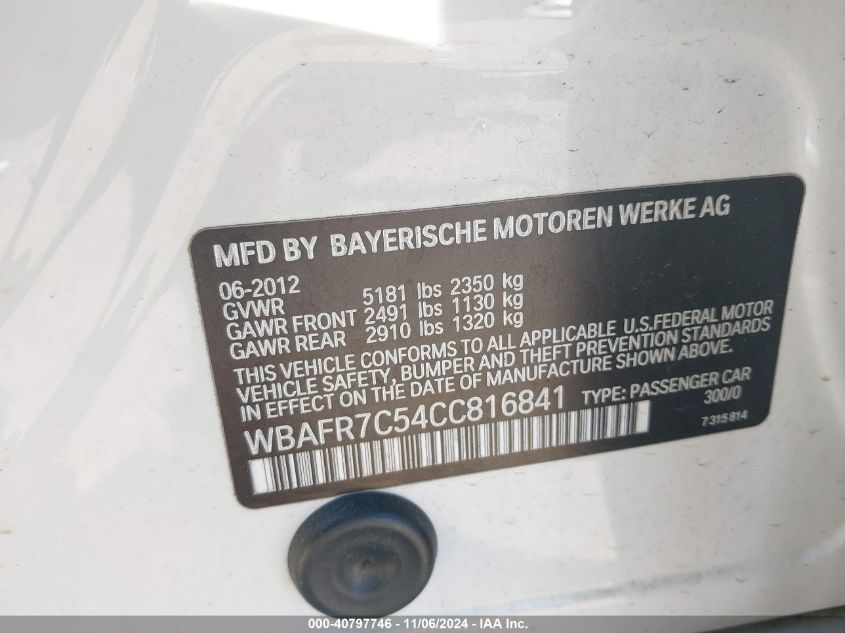 MFD BY BAYERISCHE MOTOREN WERKE AG
06-2012
GVWR 5181 lbs 2350 kg
GAWR FRONT 2491 lbs 1130 kg
GAWR REAR 2910 lbs 1320 kg
THIS VEHICLE CONFORMS TO ALL APPLICABLE U.S.FEDERAL MOTOR
VEHICLE SAFETY, BUMPER AND THEFT PREVENTION STANDARDS
IN EFFECT ON THE DATE OF MANUFACTURE SHOWN ABOVE.
WBAFR7C54CC816841 TYPE: PASSENGER CAR
300/0
7 315 814
000-40797746 - 11/06/2024 - IAA Inc.